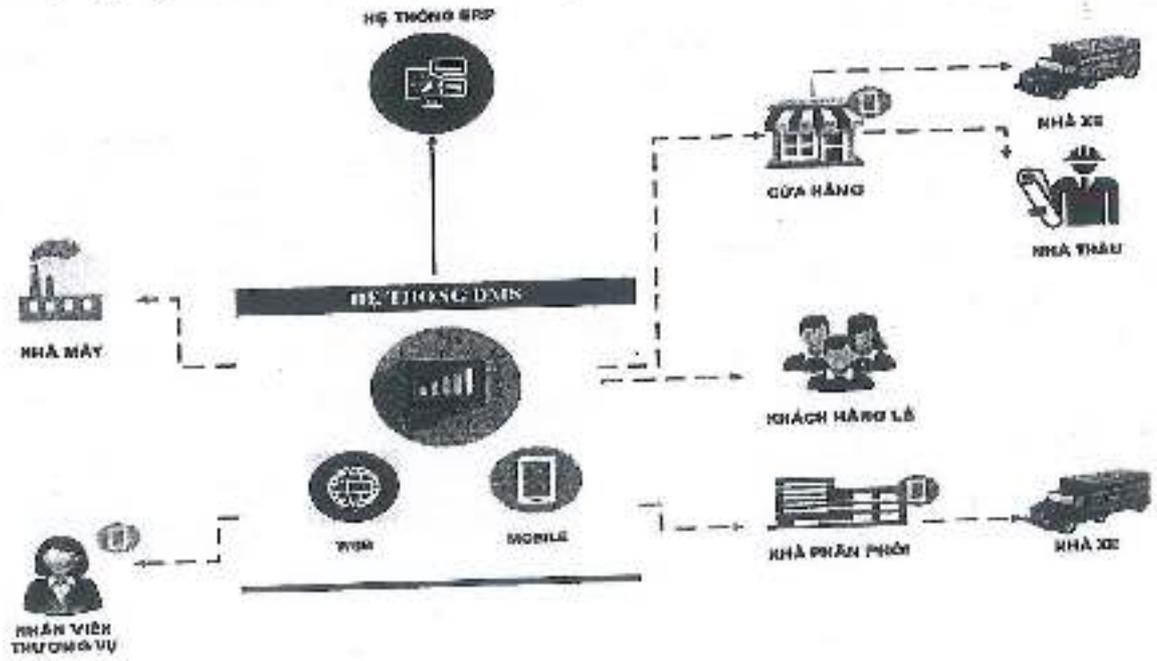 HỆ THỐNG ERP
NHÀ XE
CỬA HÀNG
NHÀ THẦU
HỆ THỐNG DMS
NHÀ MÁY
KHÁCH HÀNG LẺ
WEB
MOBILE
NHÀ PHÂN PHỐI
NHÀ XE
NHÂN VIÊN
THƯƠNG VỤ